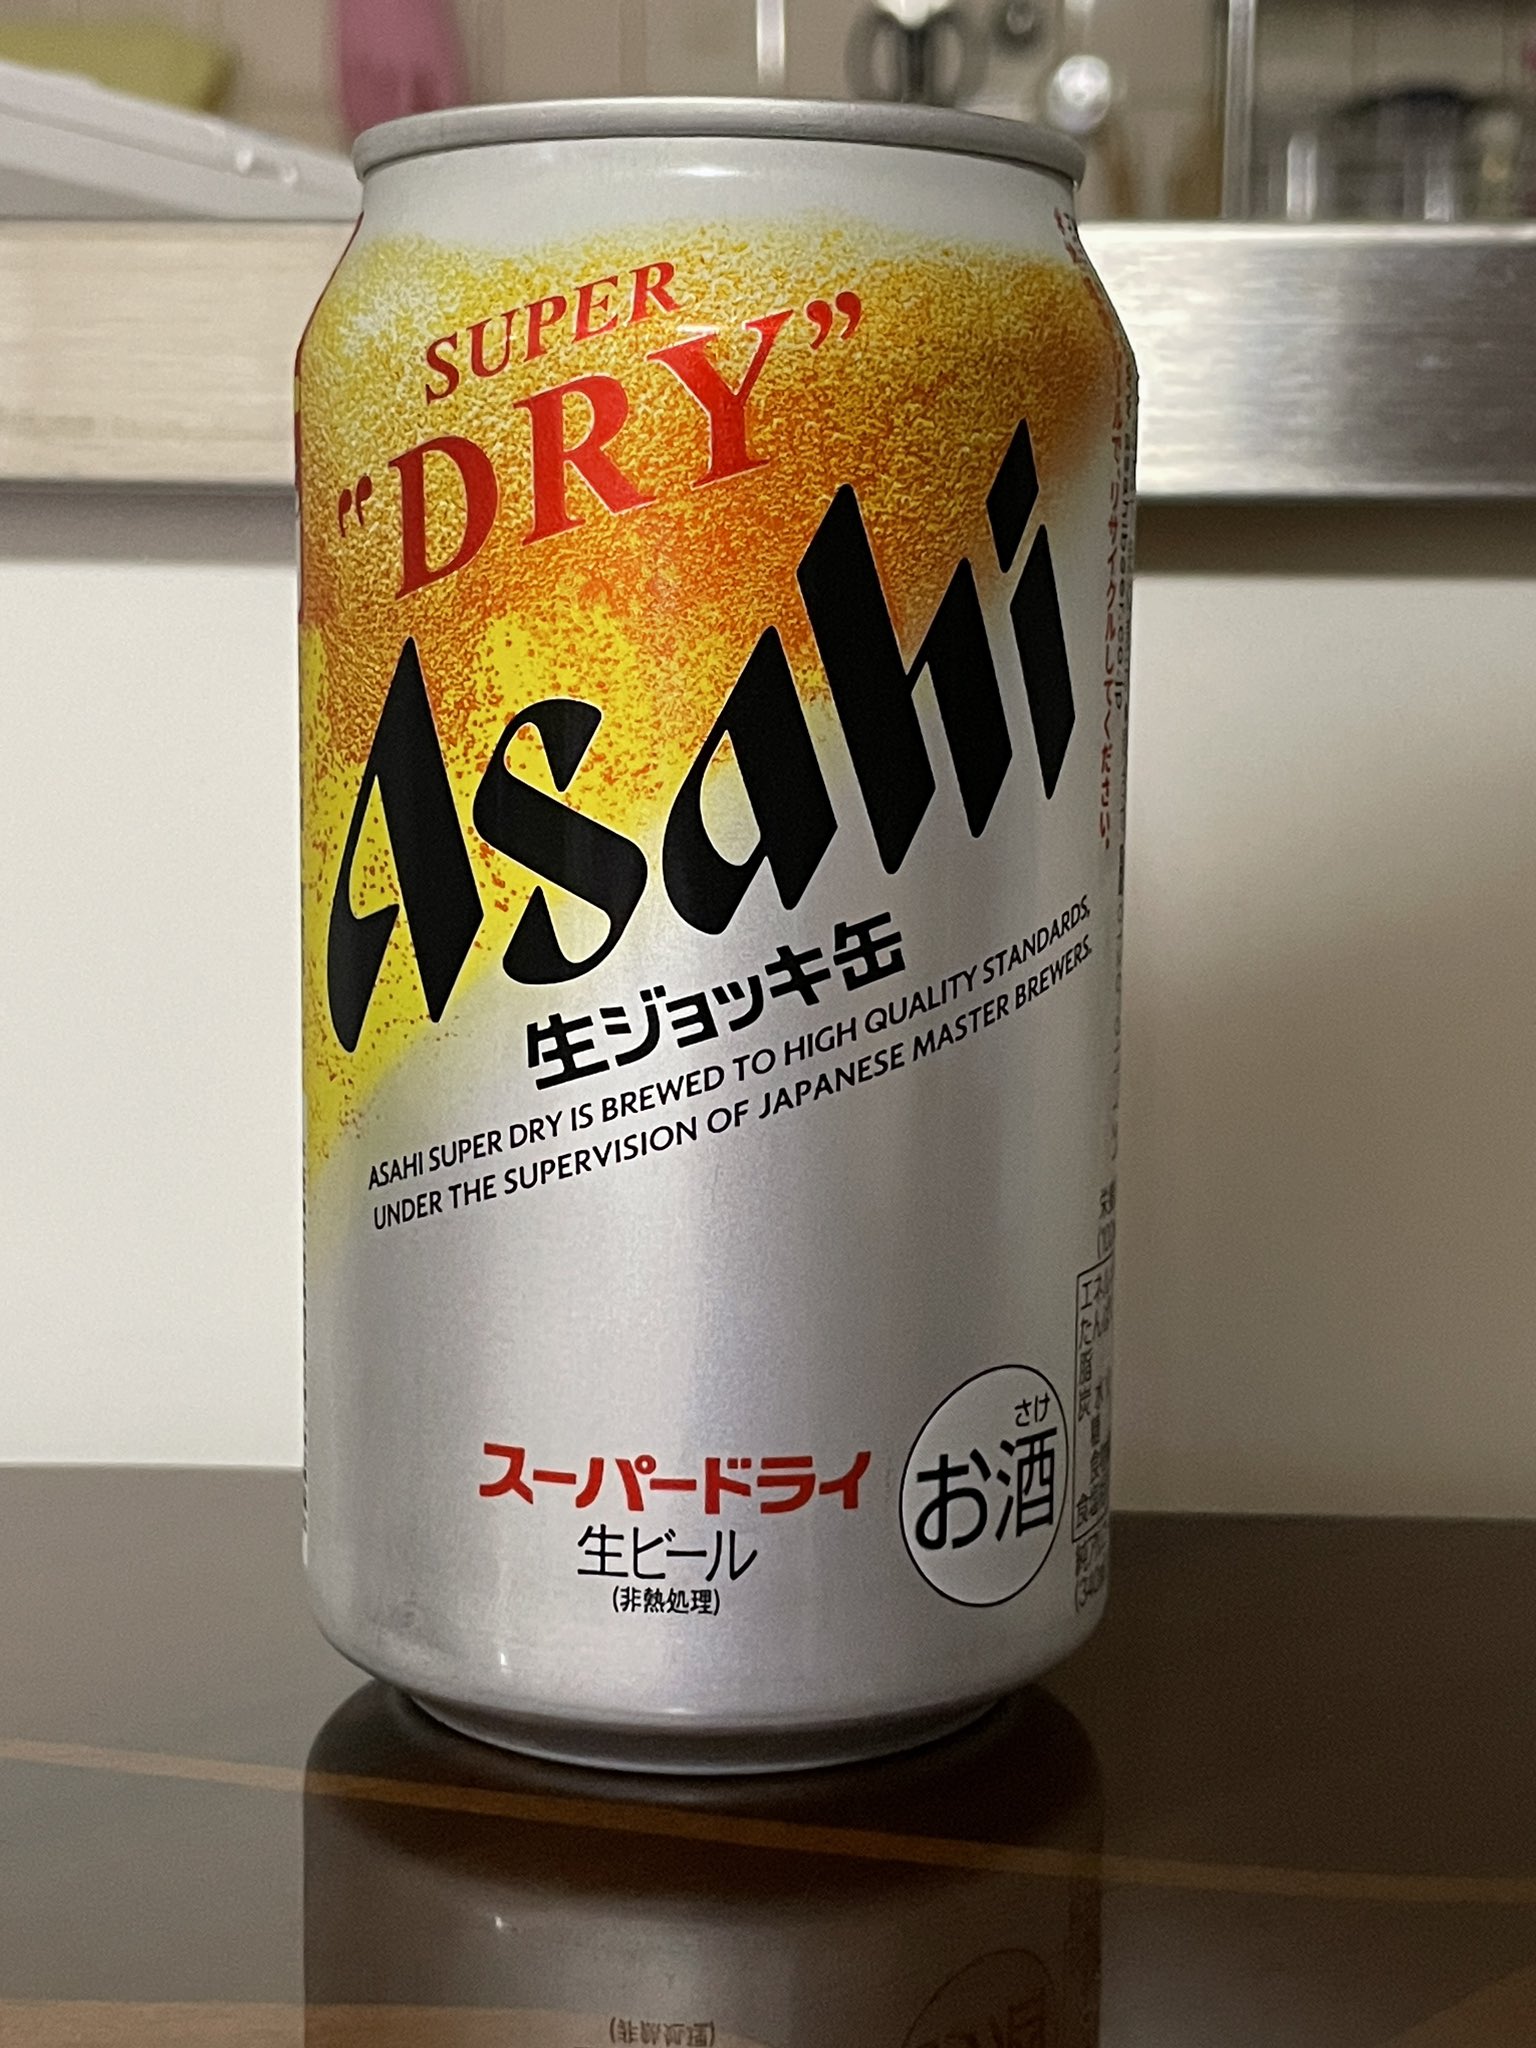 SUPER
“DRY”
Asahi
生ジョッキ缶
ASAHI SUPER DRY IS BREWED TO HIGH QUALITY STANDARDS,
UNDER THE SUPERVISION OF JAPANESE MASTER BREWERS.
スーパードライ
生ビール
(非熱処理)
さけ
お酒
リサイクルしてください。